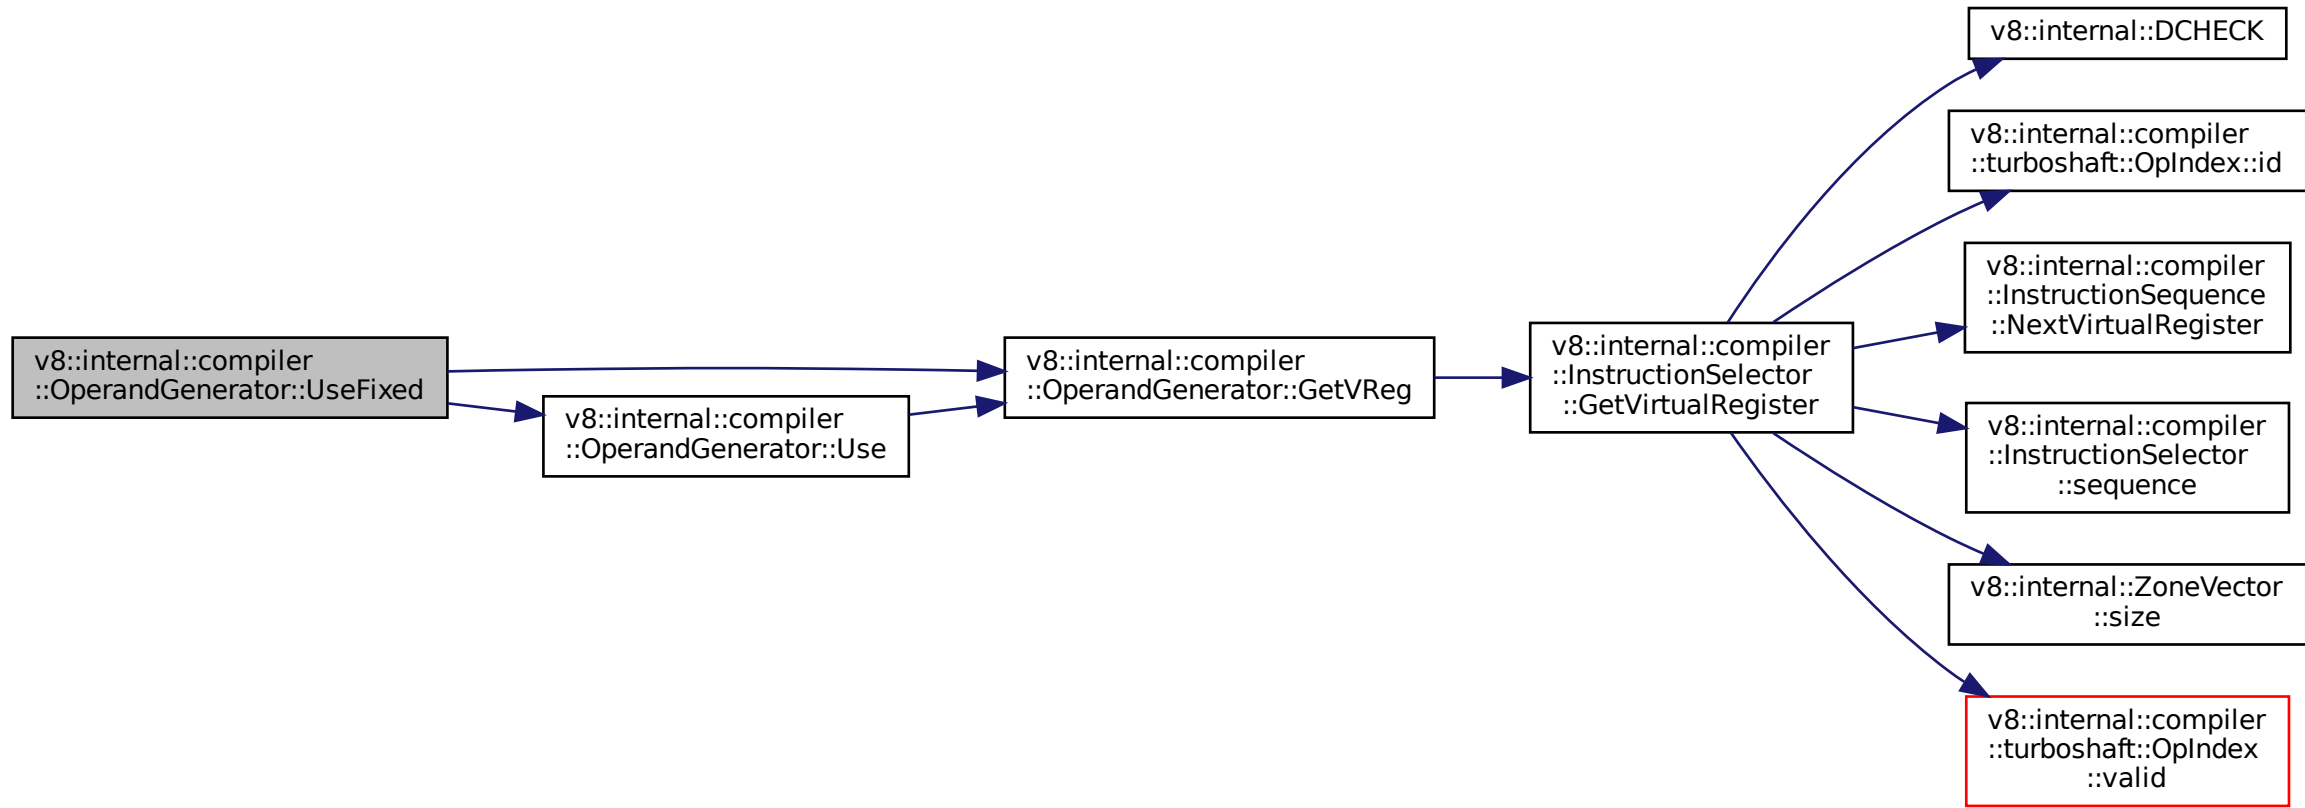 v8::internal::compiler
::OperandGenerator::UseFixed
v8::internal::compiler
::OperandGenerator::Use
v8::internal::compiler
::OperandGenerator::GetVReg
v8::internal::compiler
::InstructionSelector
::GetVirtualRegister
v8::internal::DCHECK
v8::internal::compiler
::turboshaft::OpIndex::id
v8::internal::compiler
::InstructionSequence
::NextVirtualRegister
v8::internal::compiler
::InstructionSelector
::sequence
v8::internal::ZoneVector
::size
v8::internal::compiler
::turboshaft::OpIndex
::valid